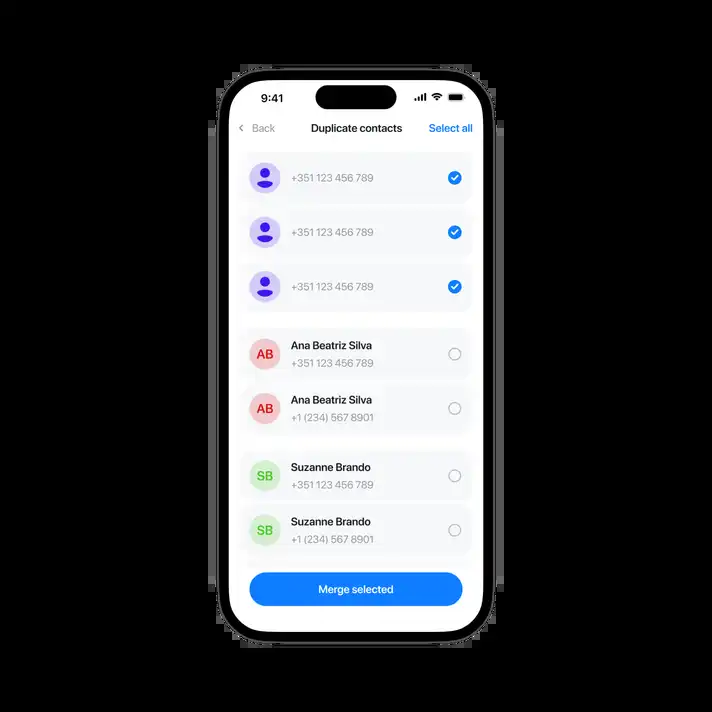 9:41
Back
Duplicate contacts
Select all
+351 123 456 789
+351 123 456 789
+351 123 456 789
AB
Ana Beatriz Silva
+351 123 456 789
AB
Ana Beatriz Silva
+1 (234) 567 8901
SB
Suzanne Brando
+351 123 456 789
SB
Suzanne Brando
+1 (234) 567 8901
Merge selected